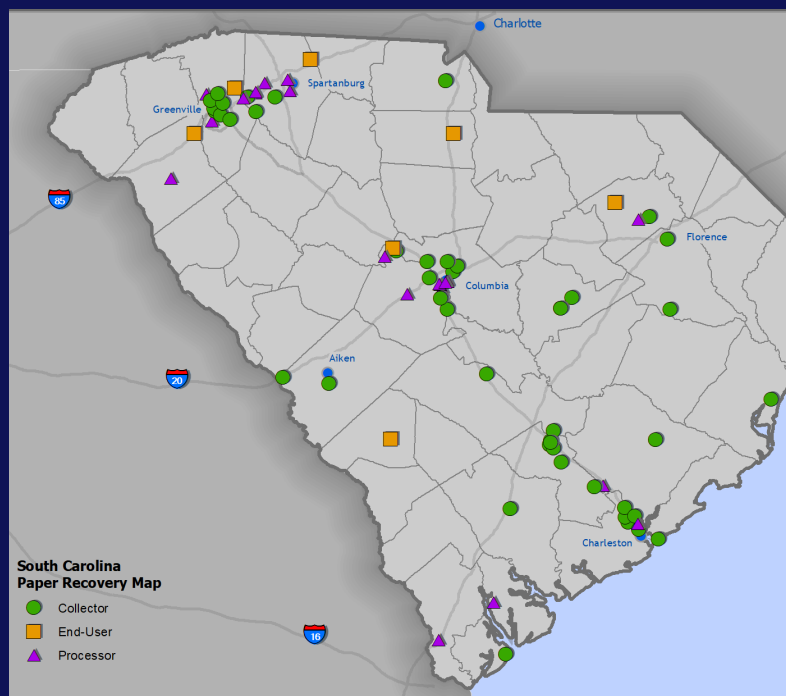 Charlotte
Spartanburg
Greenville
85
Florence
Columbia
Aiken
20
Charleston
South Carolina
Paper Recovery Map
Collector
End-User
Processor
16